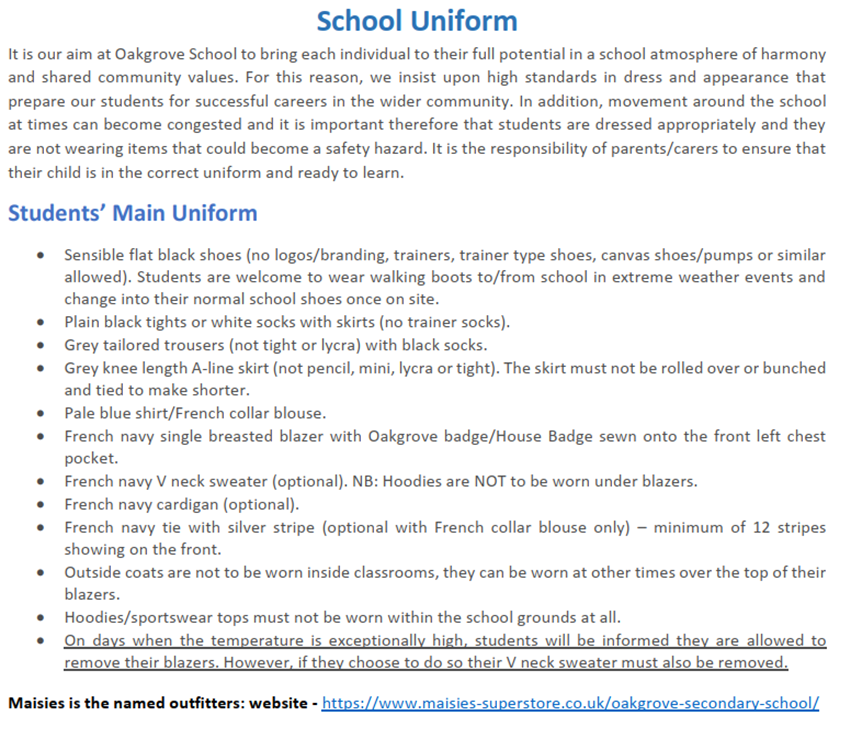 School Uniform
It is our aim at Oakgrove School to bring each individual to their full potential in a school atmosphere of harmony
and shared community values. For this reason, we insist upon high standards in dress and appearance that
prepare our students for successful careers in the wider community. In addition, movement around the school
at times can become congested and it is important therefore that students are dressed appropriately and they
are not wearing items that could become a safety hazard. It is the responsibility of parents/carers to ensure that
their child is in the correct uniform and ready to learn.
Students’ Main Uniform
• Sensible flat black shoes (no logos/branding, trainers, trainer type shoes, canvas shoes/pumps or similar
allowed). Students are welcome to wear walking boots to/from school in extreme weather events and
change into their normal school shoes once on site.
• Plain black tights or white socks with skirts (no trainer socks).
• Grey tailored trousers (not tight or lycra) with black socks.
• Grey knee length A-line skirt (not pencil, mini, lycra or tight). The skirt must not be rolled over or bunched
and tied to make shorter.
• Pale blue shirt/French collar blouse.
• French navy single breasted blazer with Oakgrove badge/House Badge sewn onto the front left chest
pocket.
• French navy V neck sweater (optional). NB: Hoodies are NOT to be worn under blazers.
• French navy cardigan (optional).
• French navy tie with silver stripe (optional with French collar blouse only) – minimum of 12 stripes
showing on the front.
• Outside coats are not to be worn inside classrooms, they can be worn at other times over the top of their
blazers.
• Hoodies/sportswear tops must not be worn within the school grounds at all.
• On days when the temperature is exceptionally high, students will be informed they are allowed to
remove their blazers. However, if they choose to do so their V neck sweater must also be removed.
Maisies is the named outfitters: website - https://www.maisies-superstore.co.uk/oakgrove-secondary-school/